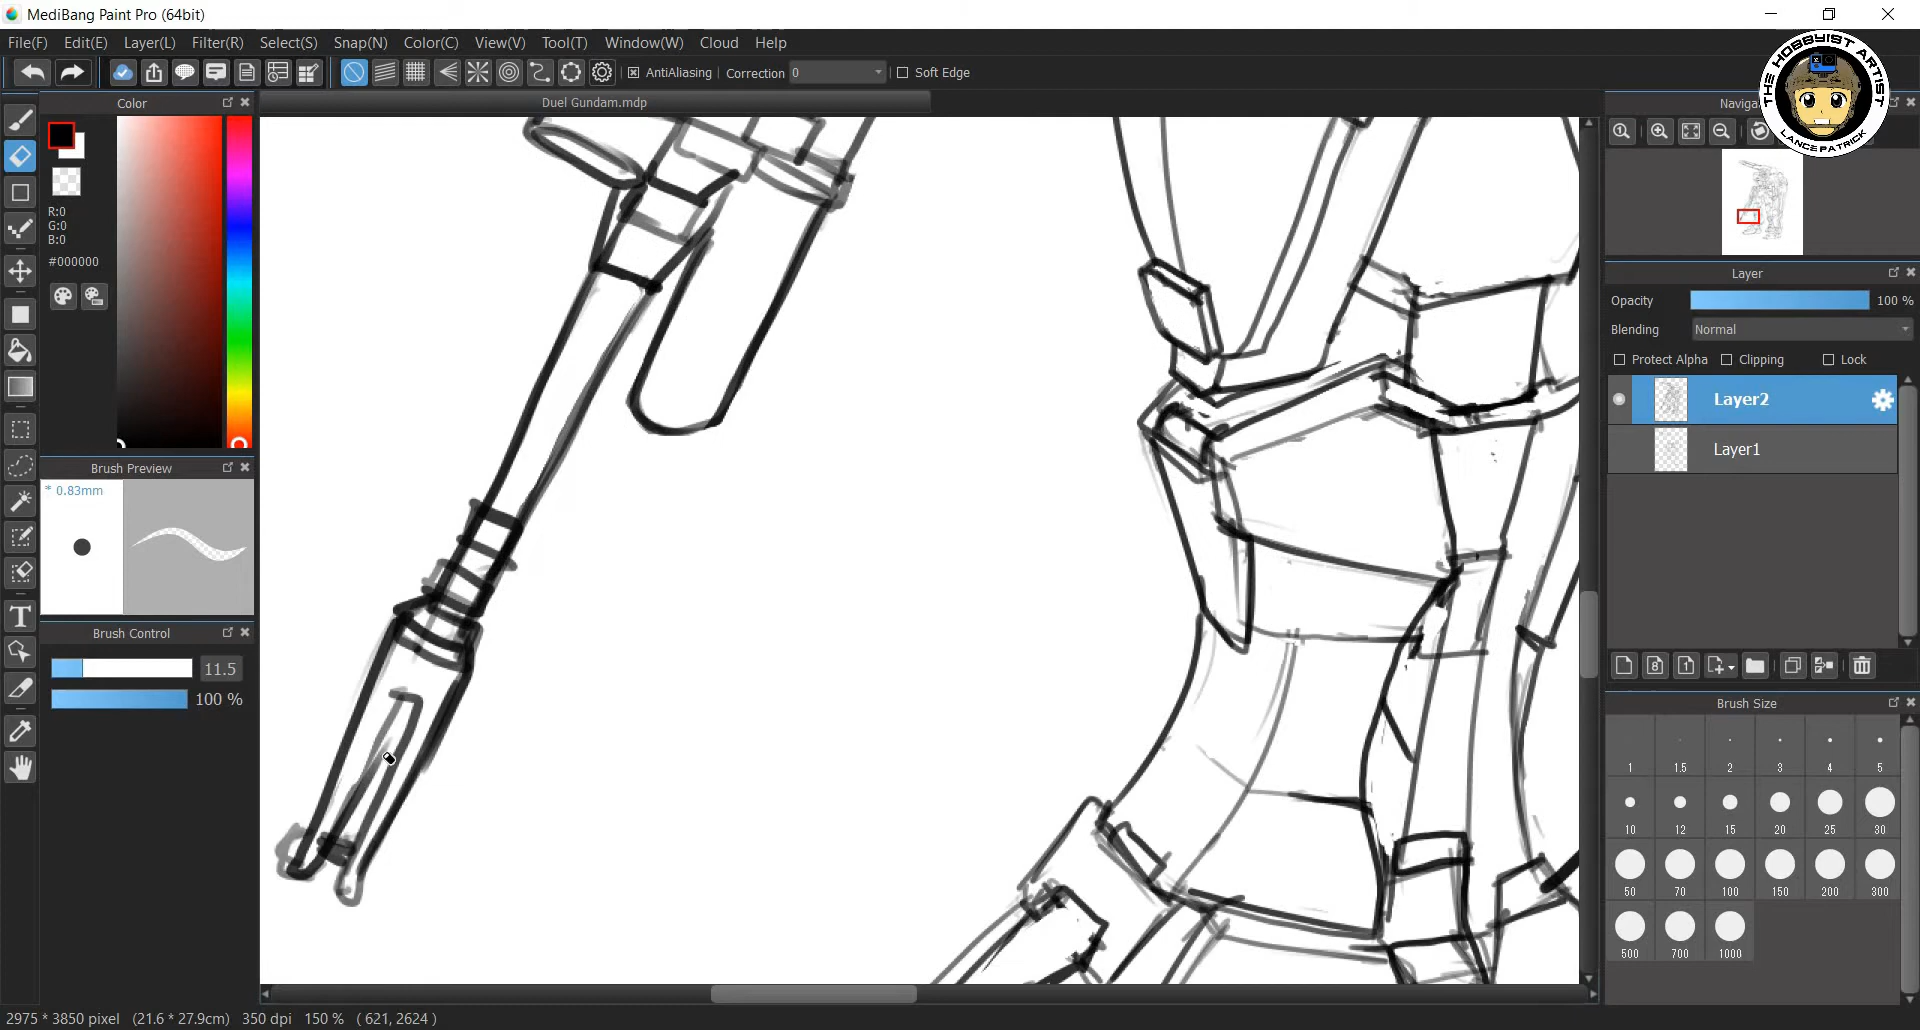 MediBang Paint Pro (64bit)
File(F) Edit(E) Layer(L) Filter(R) Select(S) Snap(N) Color(C) View(V) Tool(T) Window(W) Cloud Help
AntiAliasing Correction 0 Soft Edge
THE HOBBYIST ARTIST
LANCE PATRICK
Color
Duel Gundam.mdp
R:0
G:0
B:0
#000000
Brush Preview
* 0.83mm
Brush Control
11.5
100 %
Layer
Opacity 100 %
Blending Normal
Protect Alpha Clipping Lock
Layer2
Layer1
Brush Size
1 1.5 2 3 4 5
10 12 15 20 25 30
50 70 100 150 200 300
500 700 1000
2975 * 3850 pixel (21.6 * 27.9cm) 350 dpi 150 % ( 621, 2624 )